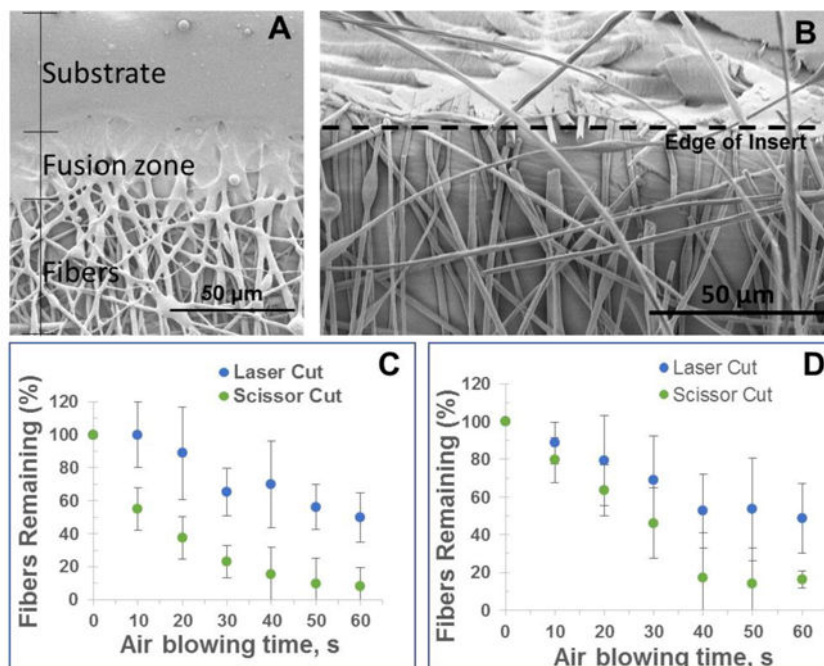 A
Substrate
Fusion zone
Fibers
50 µm
B
Edge of Insert
50 µm
C
Laser Cut
Scissor Cut
Fibers Remaining (%)
120
100
80
60
40
20
0
0 10 20 30 40 50 60
Air blowing time, s
D
Laser Cut
Scissor Cut
Fibers Remaining (%)
120
100
80
60
40
20
0
0 10 20 30 40 50 60
Air blowing time, s